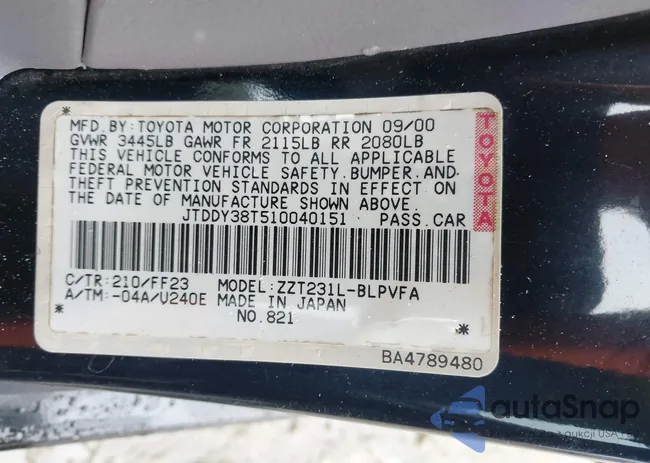 MFD.BY:TOYOTA MOTOR CORPORATION 09/00
GVWR 3445LB GAWR FR 2115LB RR 2080LB
THIS VEHICLE CONFORMS TO ALL APPLICABLE
FEDERAL MOTOR VEHICLE SAFETY,BUMPER,AND
THEFT PREVENTION STANDARDS IN EFFECT ON
THE DATE OF MANUFACTURE SHOWN ABOVE.
JTDDY38T510040151 PASS.CAR
TOYOTA
C/TR:210/FF23 MODEL:ZZT231L-BLPVFA
A/TM:-04A/U240E MADE IN JAPAN
NO.821
BA4789480
autaSnap
aukcji USA